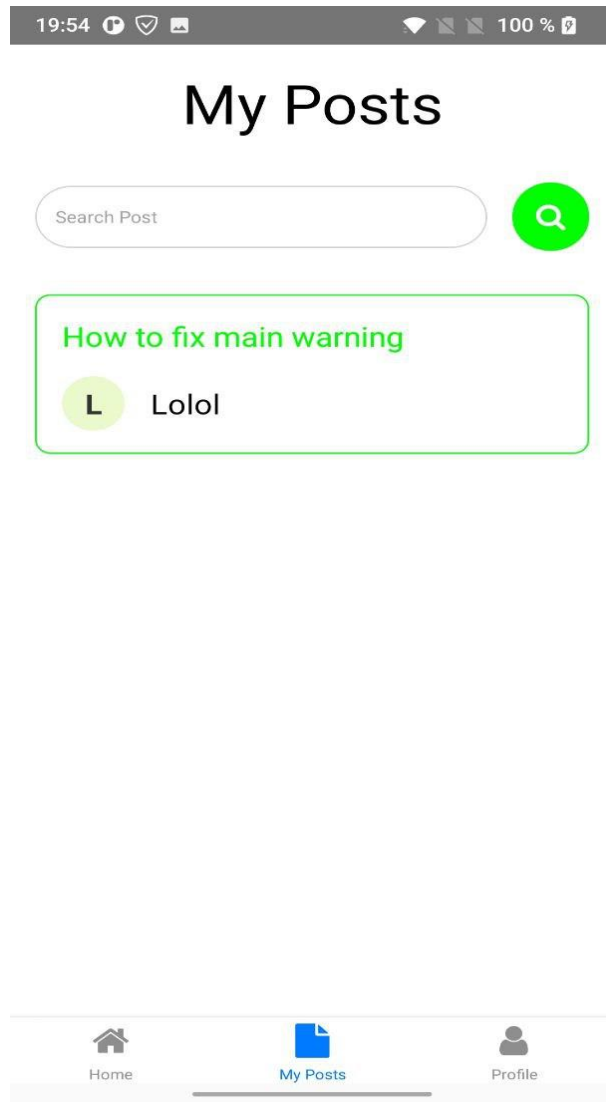 19:54 100 %
My Posts
Search Post
How to fix main warning
L Lolol
Home My Posts Profile